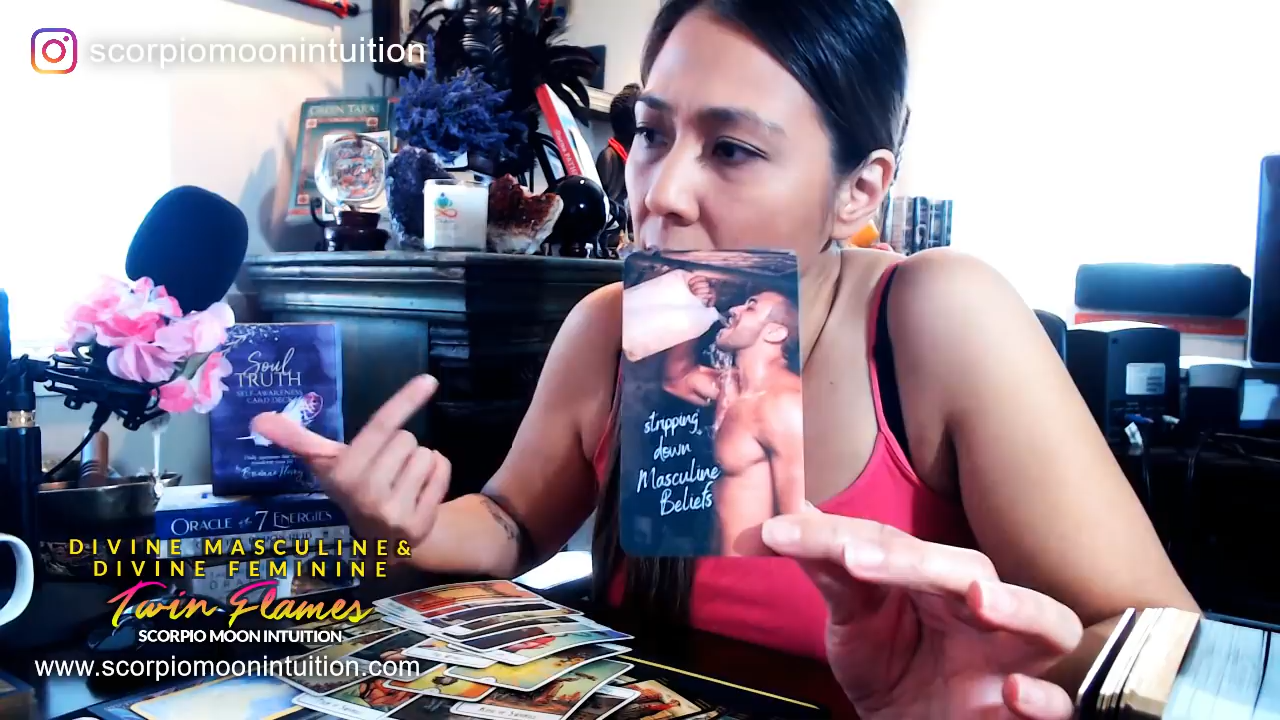 scorpiomoonintuition
GREEN TARA
Soul
TRUTH
SELF-AWARENESS
CARD DECK
ORACLE of the 7 ENERGIES
stripping
down
Masculine
Beliefs
DIVINE MASCULINE&
DIVINE FEMININE
Twin Flames
SCORPIO MOON INTUITION
www.scorpiomoonintuition.com